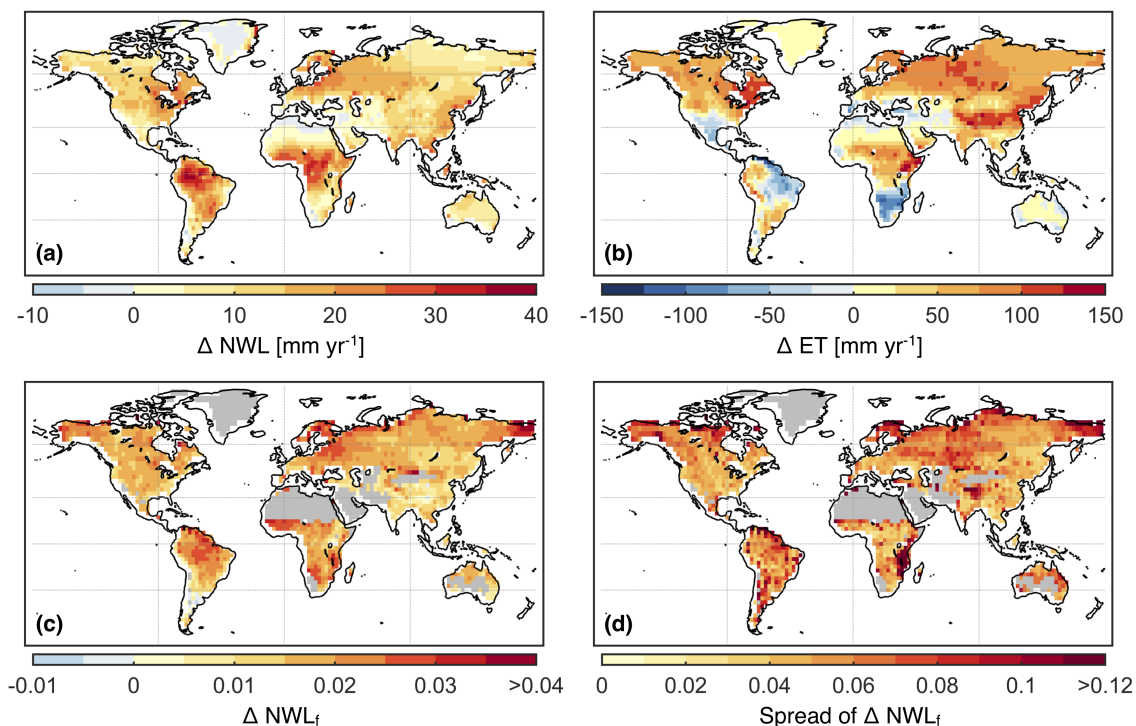 (a)
(b)
-10 0 10 20 30 40
Δ NWL [mm yr⁻¹]
-150 -100 -50 0 50 100 150
Δ ET [mm yr⁻¹]
(c)
(d)
-0.01 0 0.01 0.02 0.03 >0.04
Δ NWLf
0 0.02 0.04 0.06 0.08 0.1 >0.12
Spread of Δ NWLf